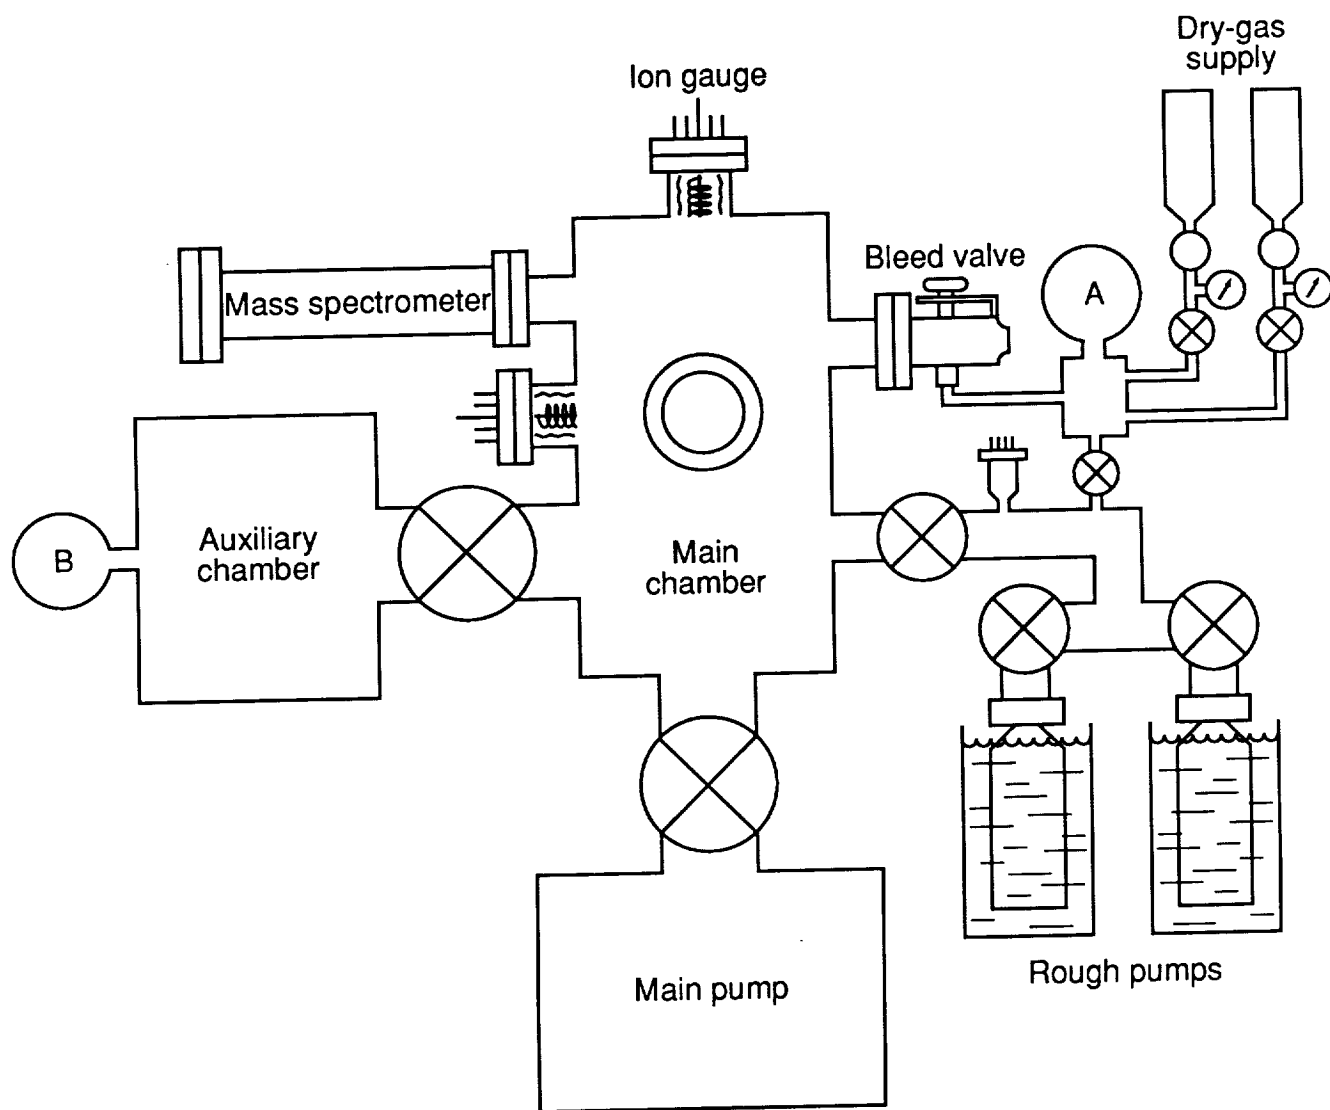 Dry-gas
supply
Ion gauge
Bleed valve
A
Mass spectrometer
B
Auxiliary
chamber
Main
chamber
Main pump
Rough pumps